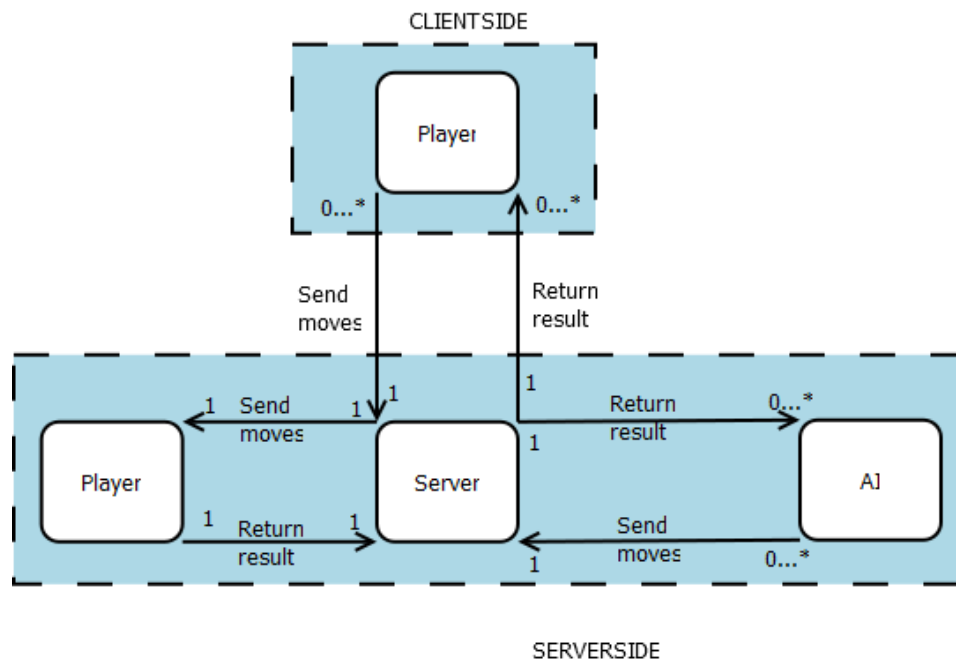 CLIENTSIDE
Player
0...*
0...*
Send
moves
Return
result
1
1
1
1
Send
moves
Return
result
0...*
1
Player
Server
AI
1
Return
result
1
Send
moves
1
0...*
SERVERSIDE